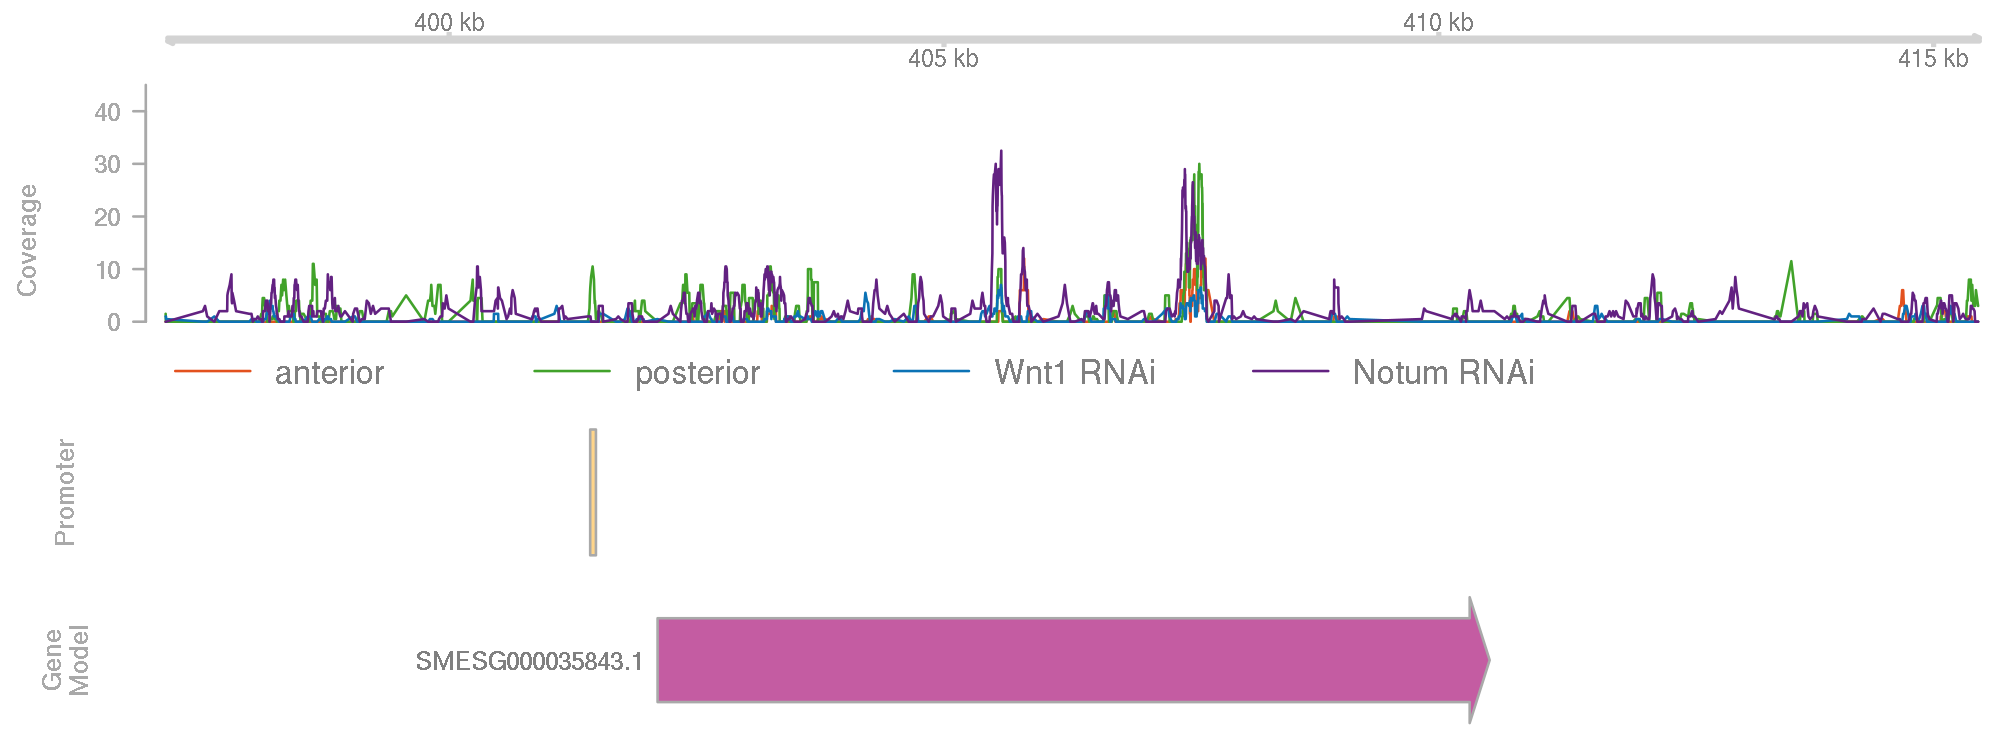 400 kb
410 kb
405 kb
415 kb
Coverage
40
30
20
10
0
anterior
posterior
Wnt1 RNAi
Notum RNAi
Promoter
Gene
Model
SMESG000035843.1